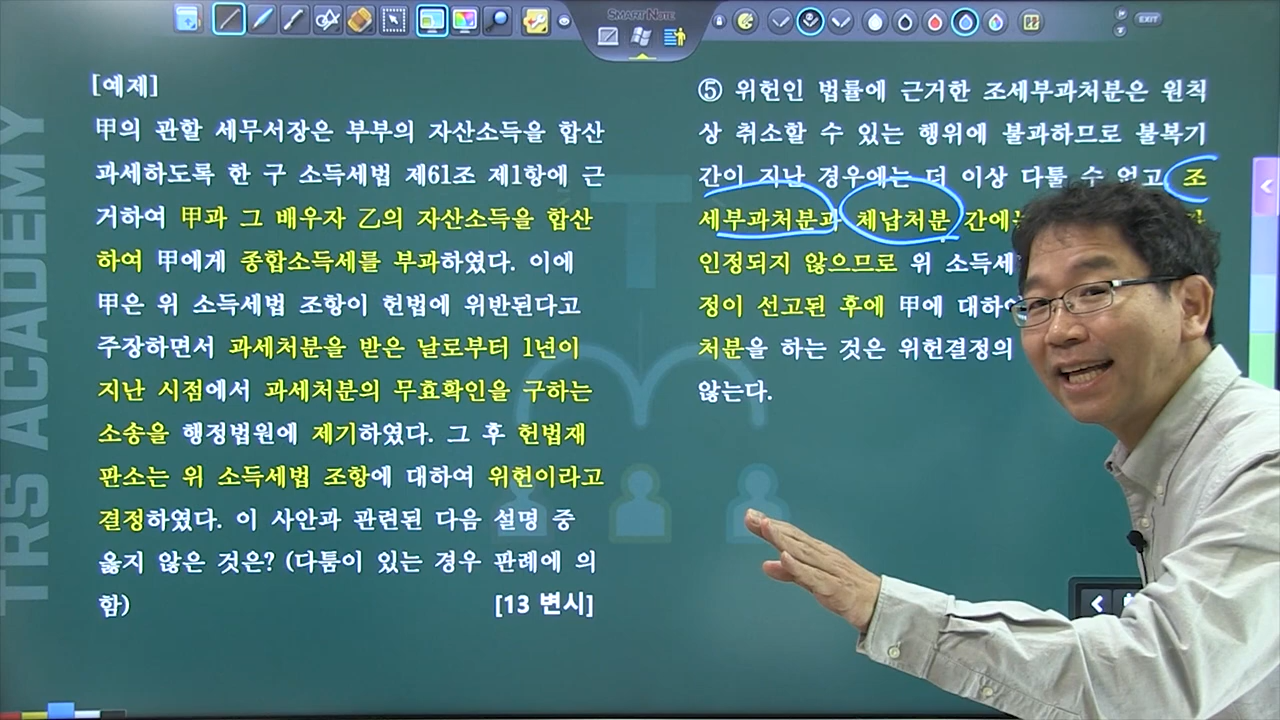 SMART NOTE
EXIT
[예제]
甲의 관할 세무서장은 부부의 자산소득을 합산
과세하도록 한 구 소득세법 제61조 제1항에 근
거하여 甲과 그 배우자 乙의 자산소득을 합산
하여 甲에게 종합소득세를 부과하였다. 이에
甲은 위 소득세법 조항이 헌법에 위반된다고
주장하면서 과세처분을 받은 날로부터 1년이
지난 시점에서 과세처분의 무효확인을 구하는
소송을 행정법원에 제기하였다. 그 후 헌법재
판소는 위 소득세법 조항에 대하여 위헌이라고
결정하였다. 이 사안과 관련된 다음 설명 중
옳지 않은 것은? (다툼이 있는 경우 판례에 의
함) [13 변시]
⑤ 위헌인 법률에 근거한 조세부과처분은 원칙
상 취소할 수 있는 행위에 불과하므로 불복기
간이 지난 경우에는 더 이상 다툴 수 없고 조
세부과처분과 체납처분 간에
인정되지 않으므로 위 소득세
정이 선고된 후에 甲에 대하
처분을 하는 것은 위헌결정의
않는다.
TRS ACADEMY